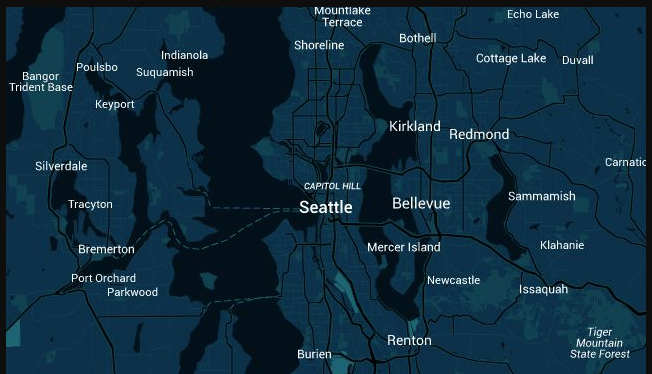 Mountlake
Terrace
Echo Lake
Shoreline
Bothell
Indianola
Cottage Lake
Duvall
Poulsbo
Suquamish
Bangor
Trident Base
Keyport
Kirkland
Redmond
Silverdale
Carnatic
CAPITOL HILL
Sammamish
Tracyton
Seattle
Bellevue
Bremerton
Mercer Island
Klahanie
Port Orchard
Parkwood
Newcastle
Issaquah
Tiger
Mountain
State Forest
Renton
Burien